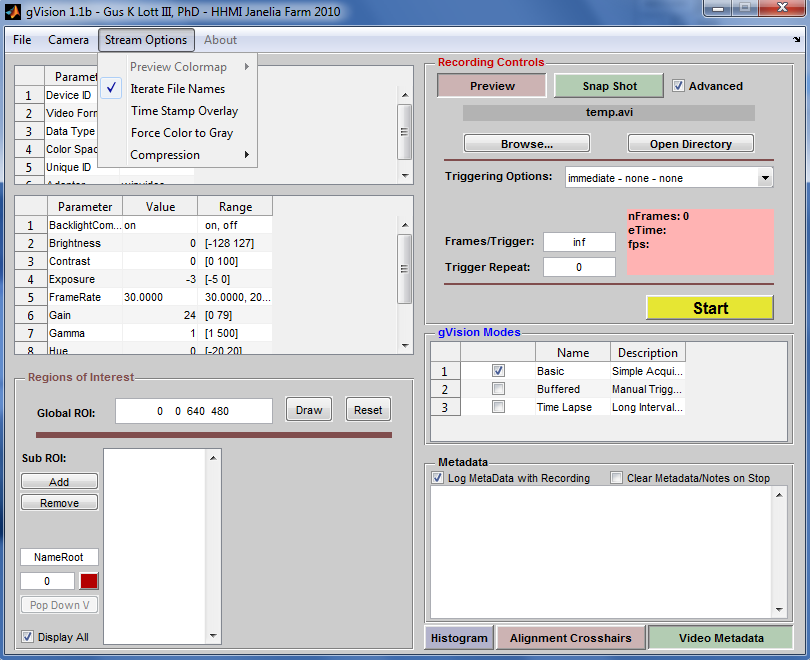 gVision 1.1b - Gus K Lott III, PhD - HHMI Janelia Farm 2010
File Camera Stream Options About
Preview Colormap
Iterate File Names
Time Stamp Overlay
Force Color to Gray
Compression
1 Device ID
2
3 Data Type
4
5 Unique ID
Parameter Value Range
1 BacklightCom... on on, off
2 Brightness 0 [-128 127]
3 Contrast 0 [0 100]
4 Exposure -3 [-5 0]
5 FrameRate 30.0000 30.0000, 20...
6 Gain 24 [0 79]
7 Gamma 1 [1 500]
8 Hue 0 [-20 20]
Regions of Interest
Global ROI: 0 0 640 480 Draw Reset
Sub ROI:
Add
Remove
NameRoot
0
Pop Down V
Display All
Recording Controls
Preview Snap Shot Advanced
temp.avi
Browse... Open Directory
Triggering Options: immediate - none - none
Frames/Trigger: inf
Trigger Repeat: 0
nFrames: 0
eTime:
fps:
Start
gVision Modes
Name Description
1 Basic Simple Acqui...
2 Buffered Manual Trigg...
3 Time Lapse Long Interval...
Metadata
Log MetaData with Recording Clear Metadata/Notes on Stop
Histogram Alignment Crosshairs Video Metadata